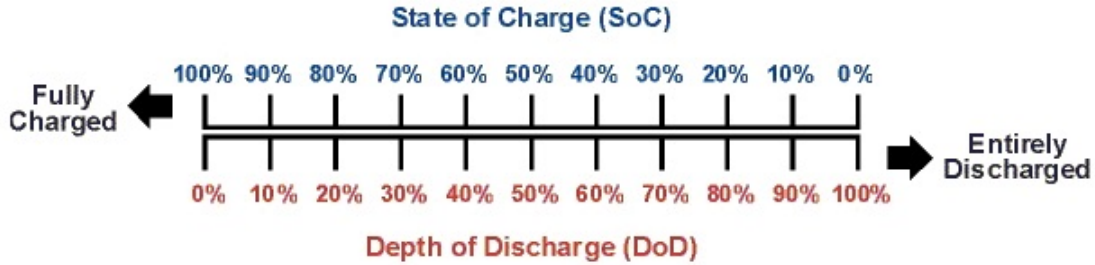 State of Charge (SoC)
100% 90% 80% 70% 60% 50% 40% 30% 20% 10% 0%
Fully
Charged
Entirely
Discharged
0% 10% 20% 30% 40% 50% 60% 70% 80% 90% 100%
Depth of Discharge (DoD)